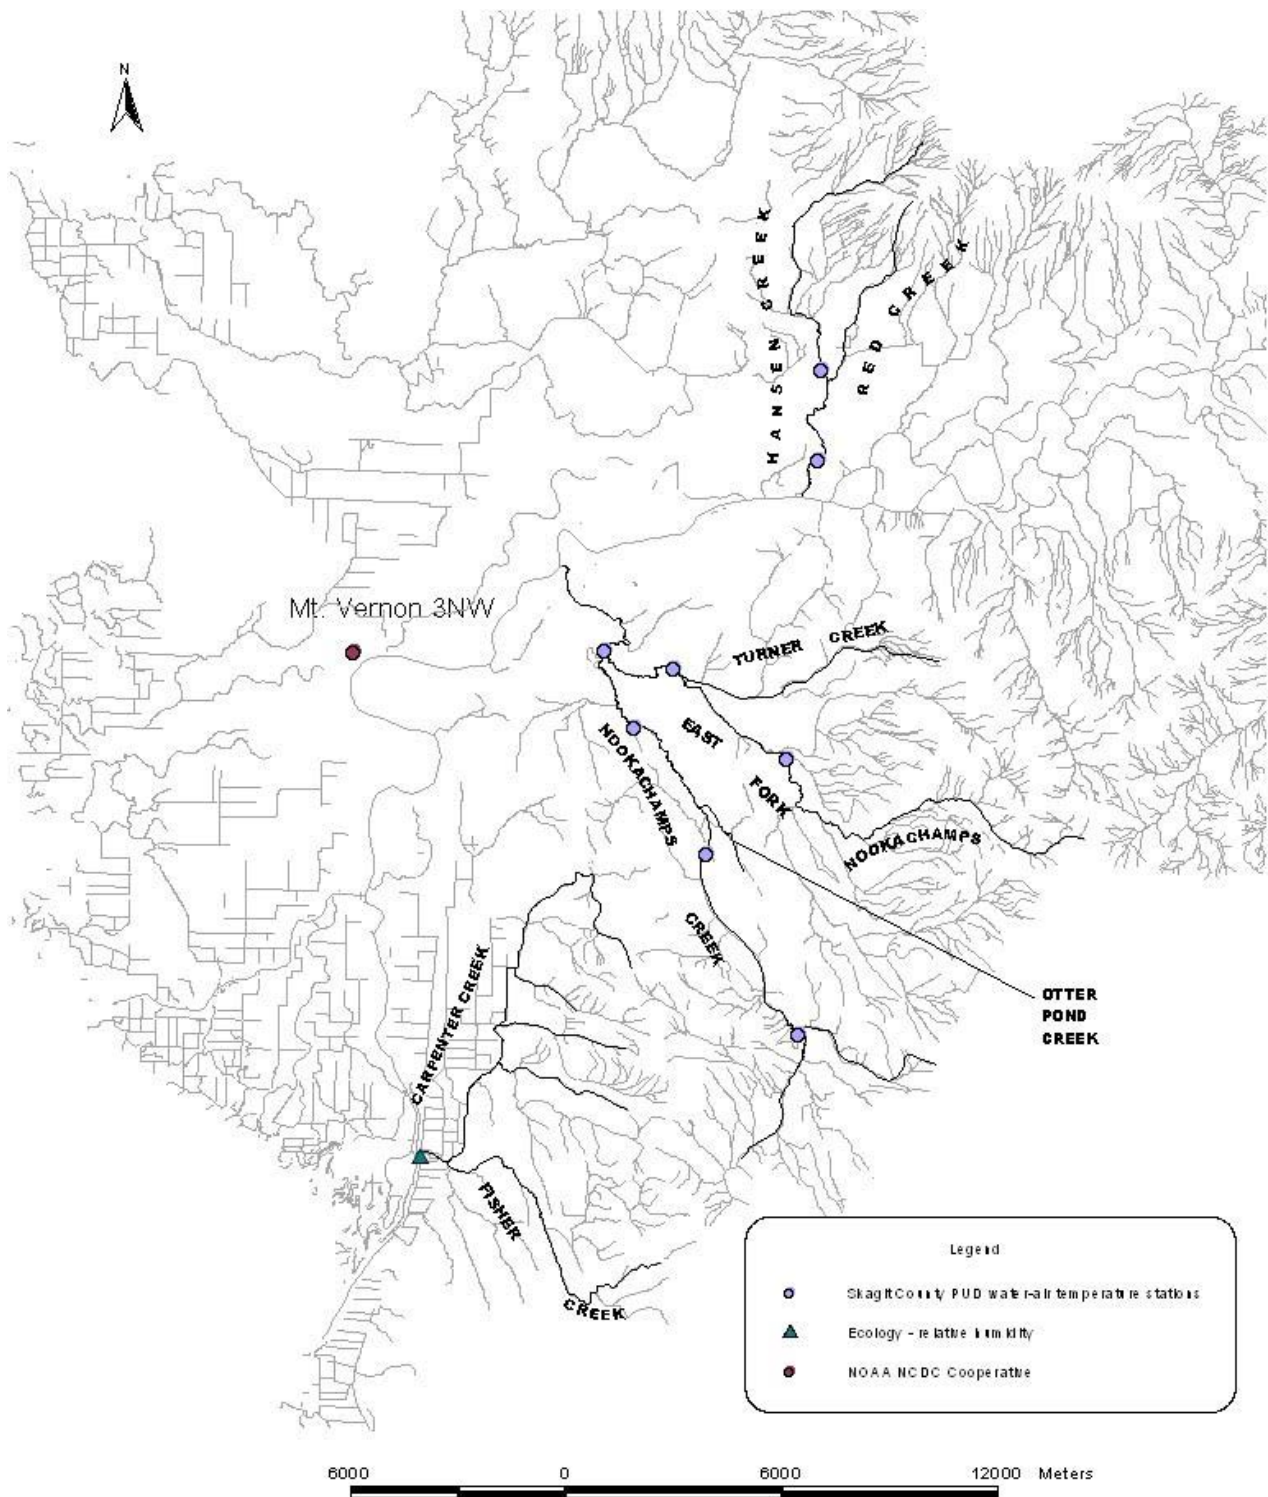 N
HANSEN CREEK
RED CREEK
Mt. Vernon 3NW
TURNER CREEK
EAST
FORK
NOOKACHAMPS
NOOKACHAMPS
CREEK
OTTER
POND
CREEK
CARPENTER CREEK
FISHER
CREEK
Legend
Skagit County PUD water-air temperature stations
Ecology - relative humidity
NOAA NCDC Cooperative
6000 0 6000 12000 Meters